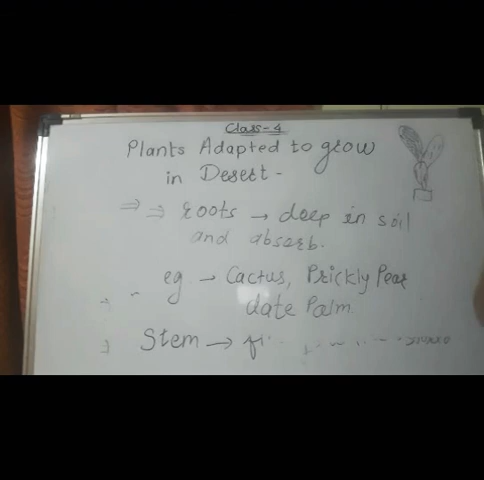 Class-4
Plants Adapted to grow
in Desert -
⇒ ⇒ roots → deep in soil
and absorb.
eg → Cactus, Prickly Pear
date Palm
Stem →